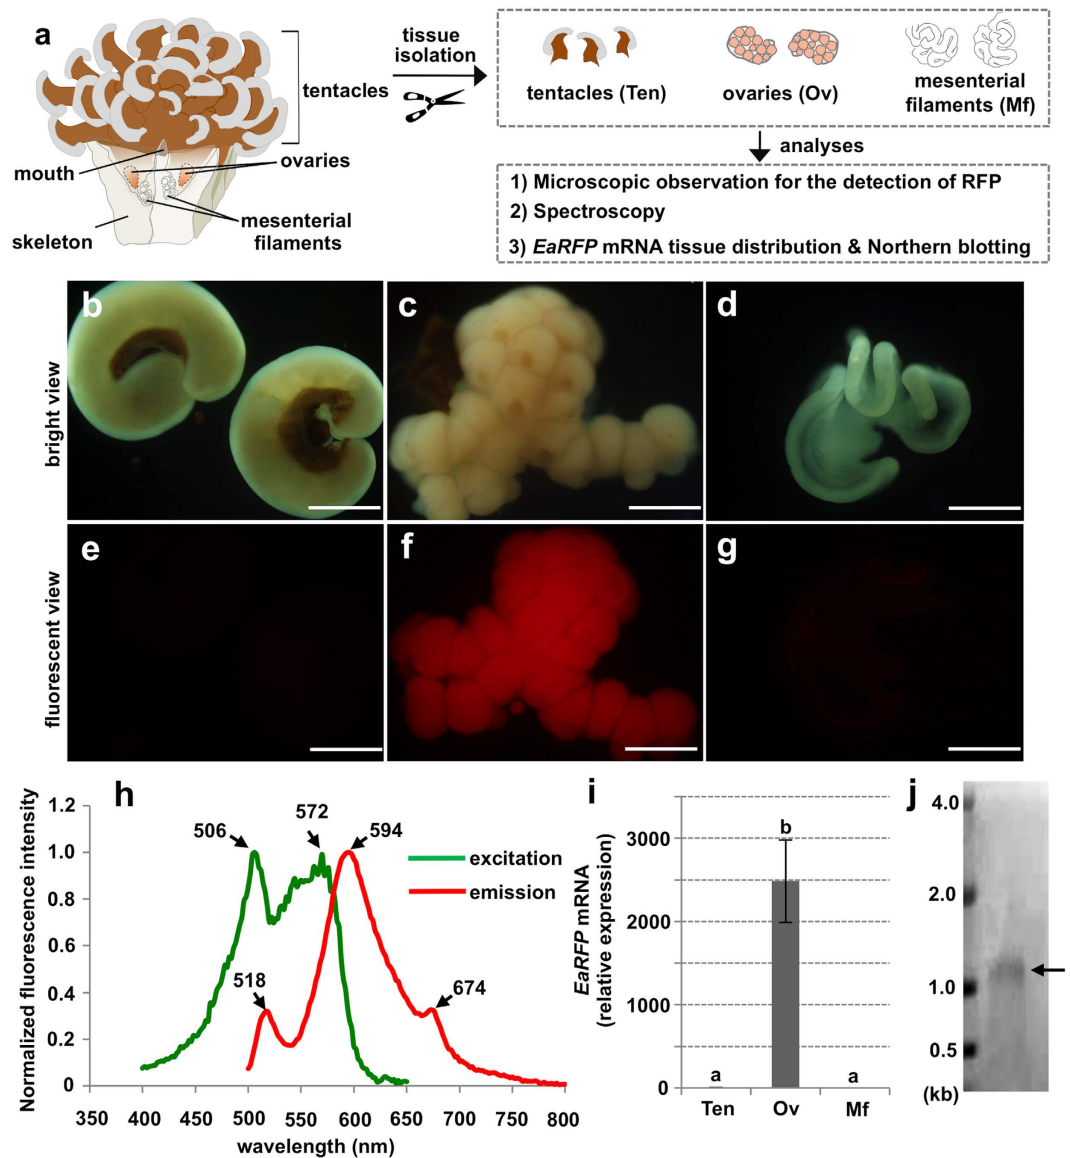 a
tissue
isolation
tentacles
tentacles (Ten)
ovaries (Ov)
mesenterial
filaments (Mf)
analyses
mouth
ovaries
mesenterial
filaments
skeleton
1) Microscopic observation for the detection of RFP
2) Spectroscopy
3) EaRFP mRNA tissue distribution & Northern blotting
bright view
b
c
d
fluorescent view
e
f
g
h
Normalized fluorescence intensity
1.2
1.0
0.8
0.6
0.4
0.2
0
506
572
594
518
674
excitation
emission
350 400 450 500 550 600 650 700 750 800
wavelength (nm)
i
EaRFP mRNA
(relative expression)
3000
2000
1000
0
a
b
a
Ten Ov Mf
j
4.0
2.0
1.0
0.5
(kb)